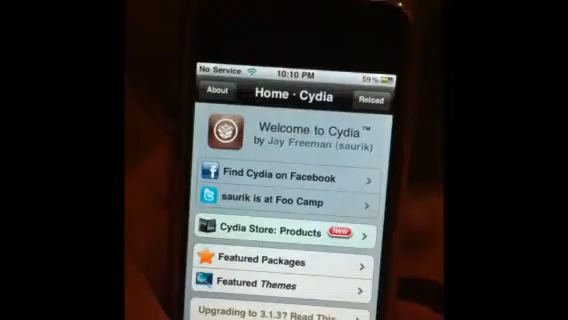 No Service 10:10 PM 59%
About Home · Cydia Reload
Welcome to Cydia™
by Jay Freeman (saurik)
Find Cydia on Facebook
saurik is at Foo Camp
Cydia Store: Products New
Featured Packages
Featured Themes
Upgrading to 3.1.3? Read This